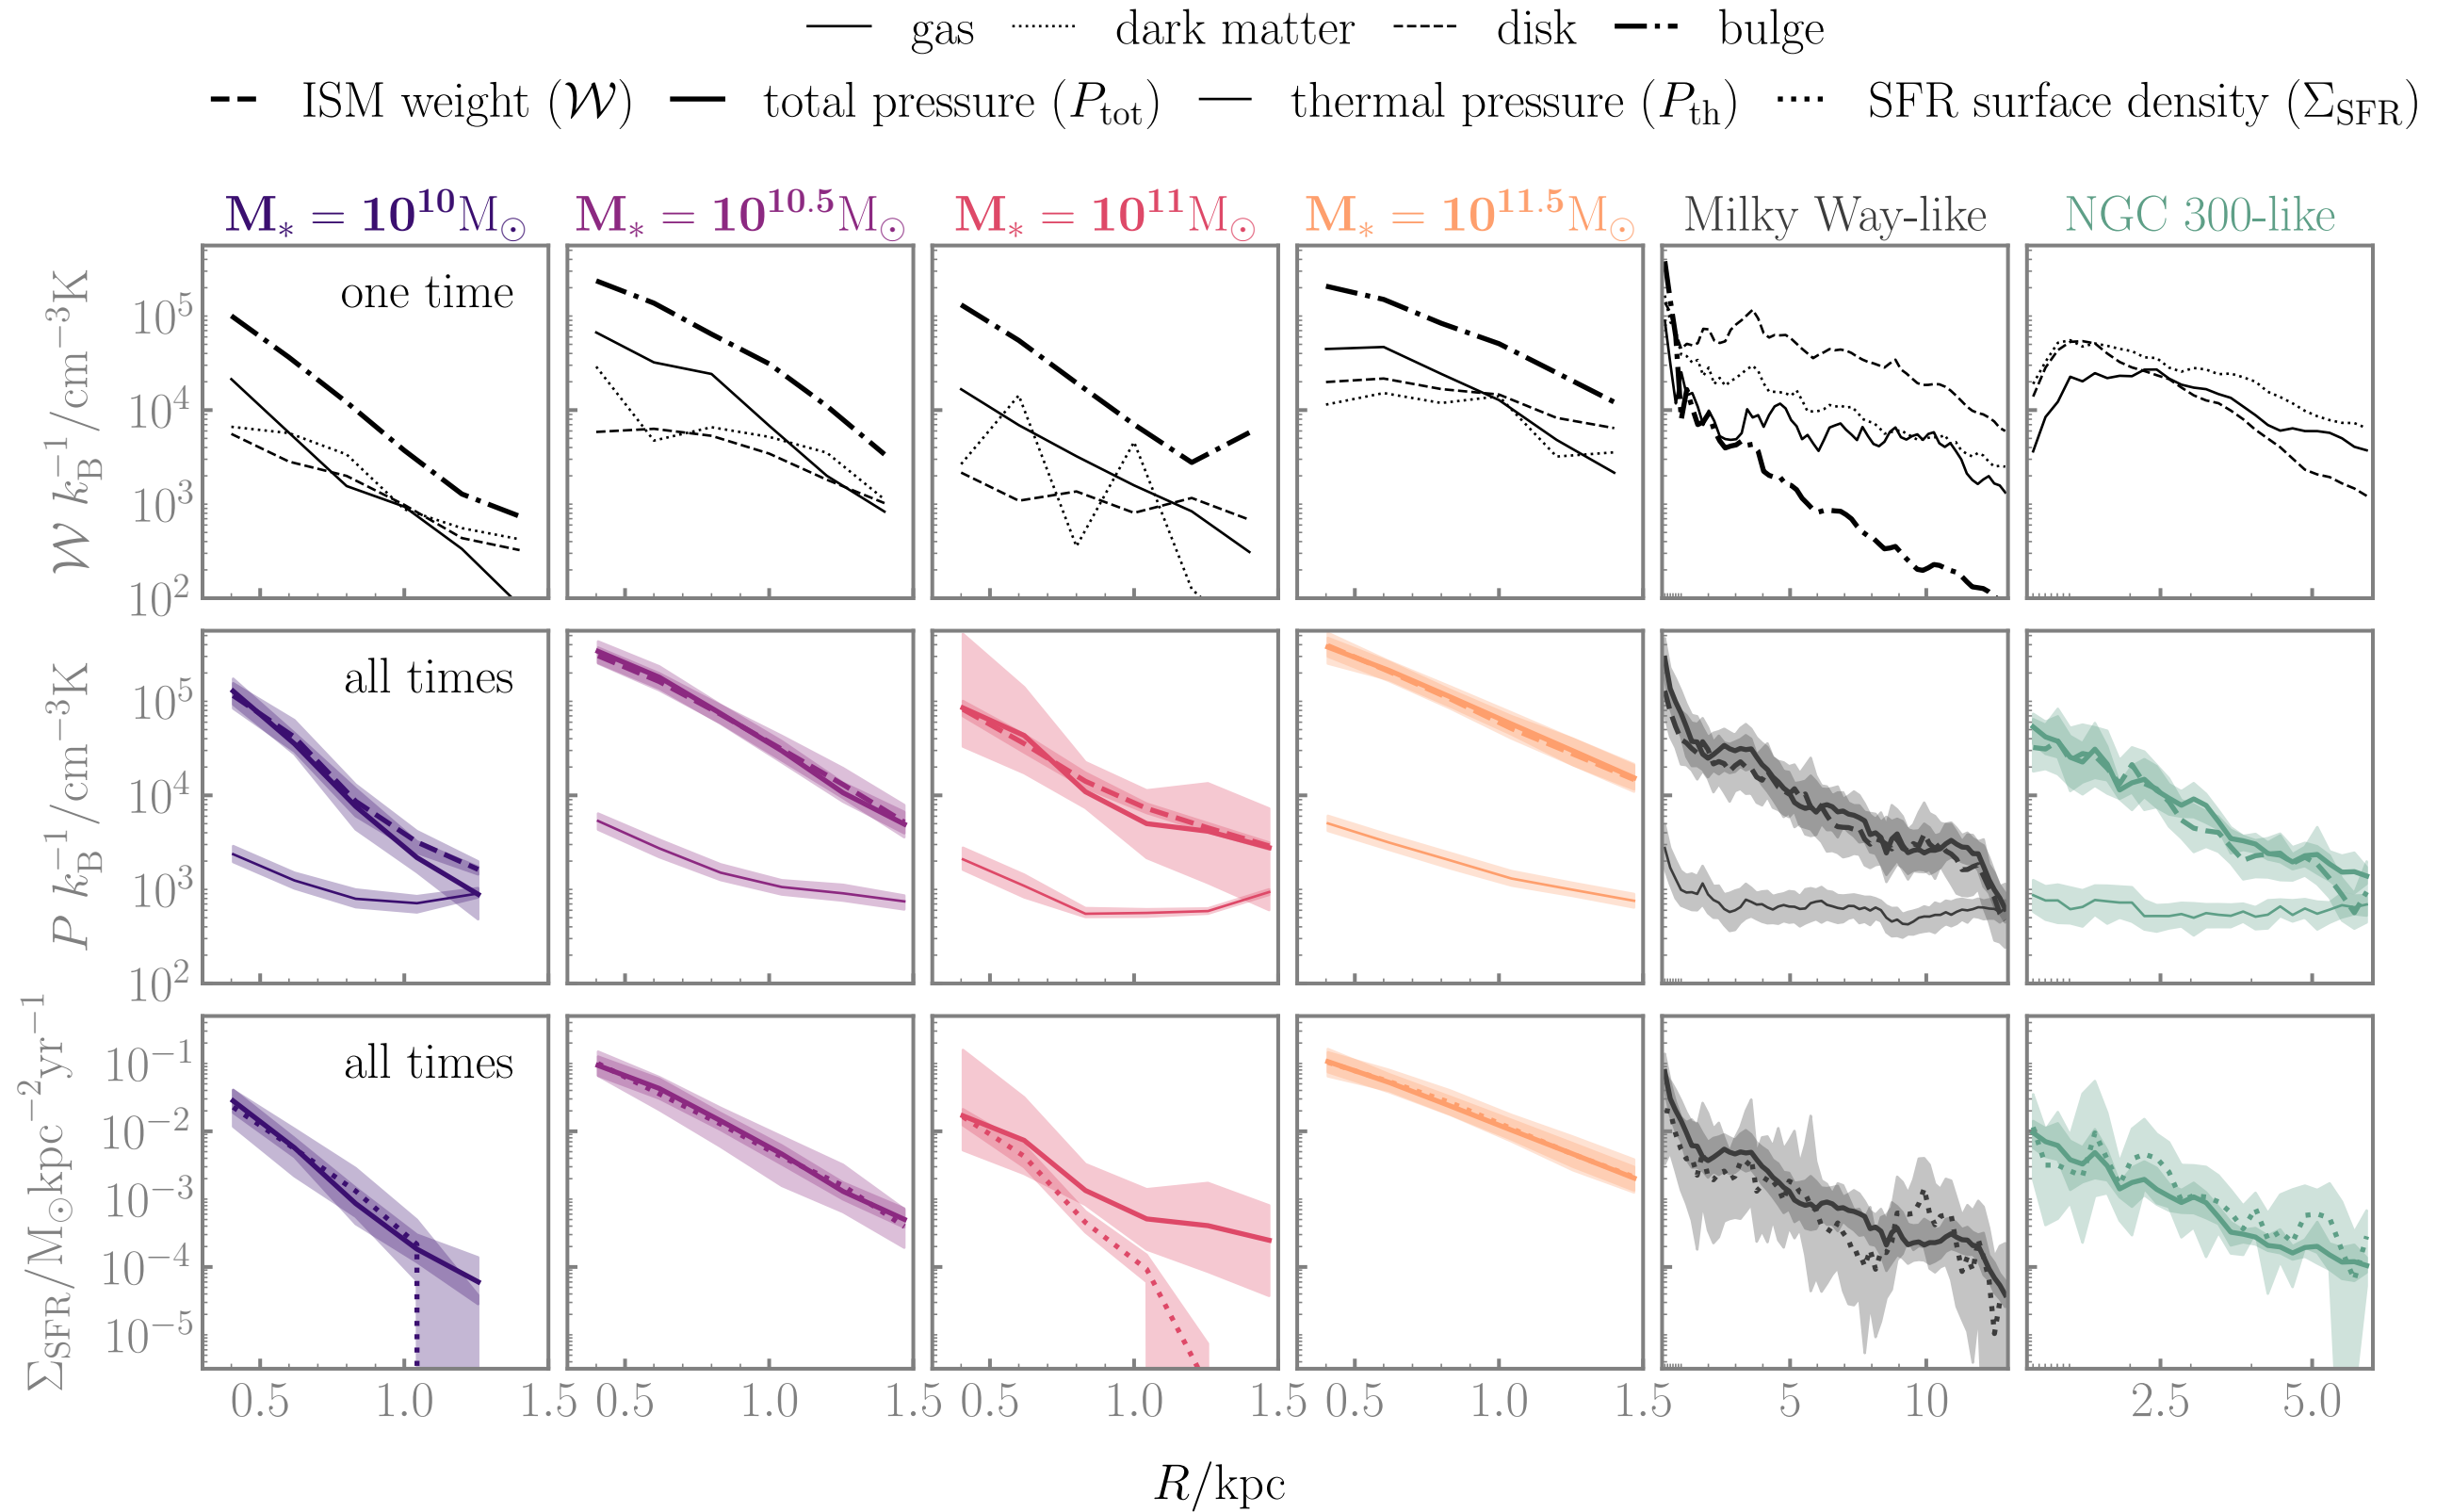 gas dark matter disk bulge
ISM weight (𝒲) total pressure (P_tot) thermal pressure (P_th) SFR surface density (Σ_SFR)
M_* = 10^10 M_⊙ M_* = 10^10.5 M_⊙ M_* = 10^11 M_⊙ M_* = 10^11.5 M_⊙ Milky Way-like NGC 300-like
𝒲 k_B^−1/cm^−3K
10^5
10^4
10^3
10^2
one time
P k_B^−1/cm^−3K
10^5
10^4
10^3
10^2
all times
Σ_SFR/M_⊙kpc^−2yr^−1
10^−1
10^−2
10^−3
10^−4
10^−5
all times
0.5 1.0 1.5 0.5 1.0 1.5 0.5 1.0 1.5 0.5 1.0 1.5 5 10 2.5 5.0
R/kpc